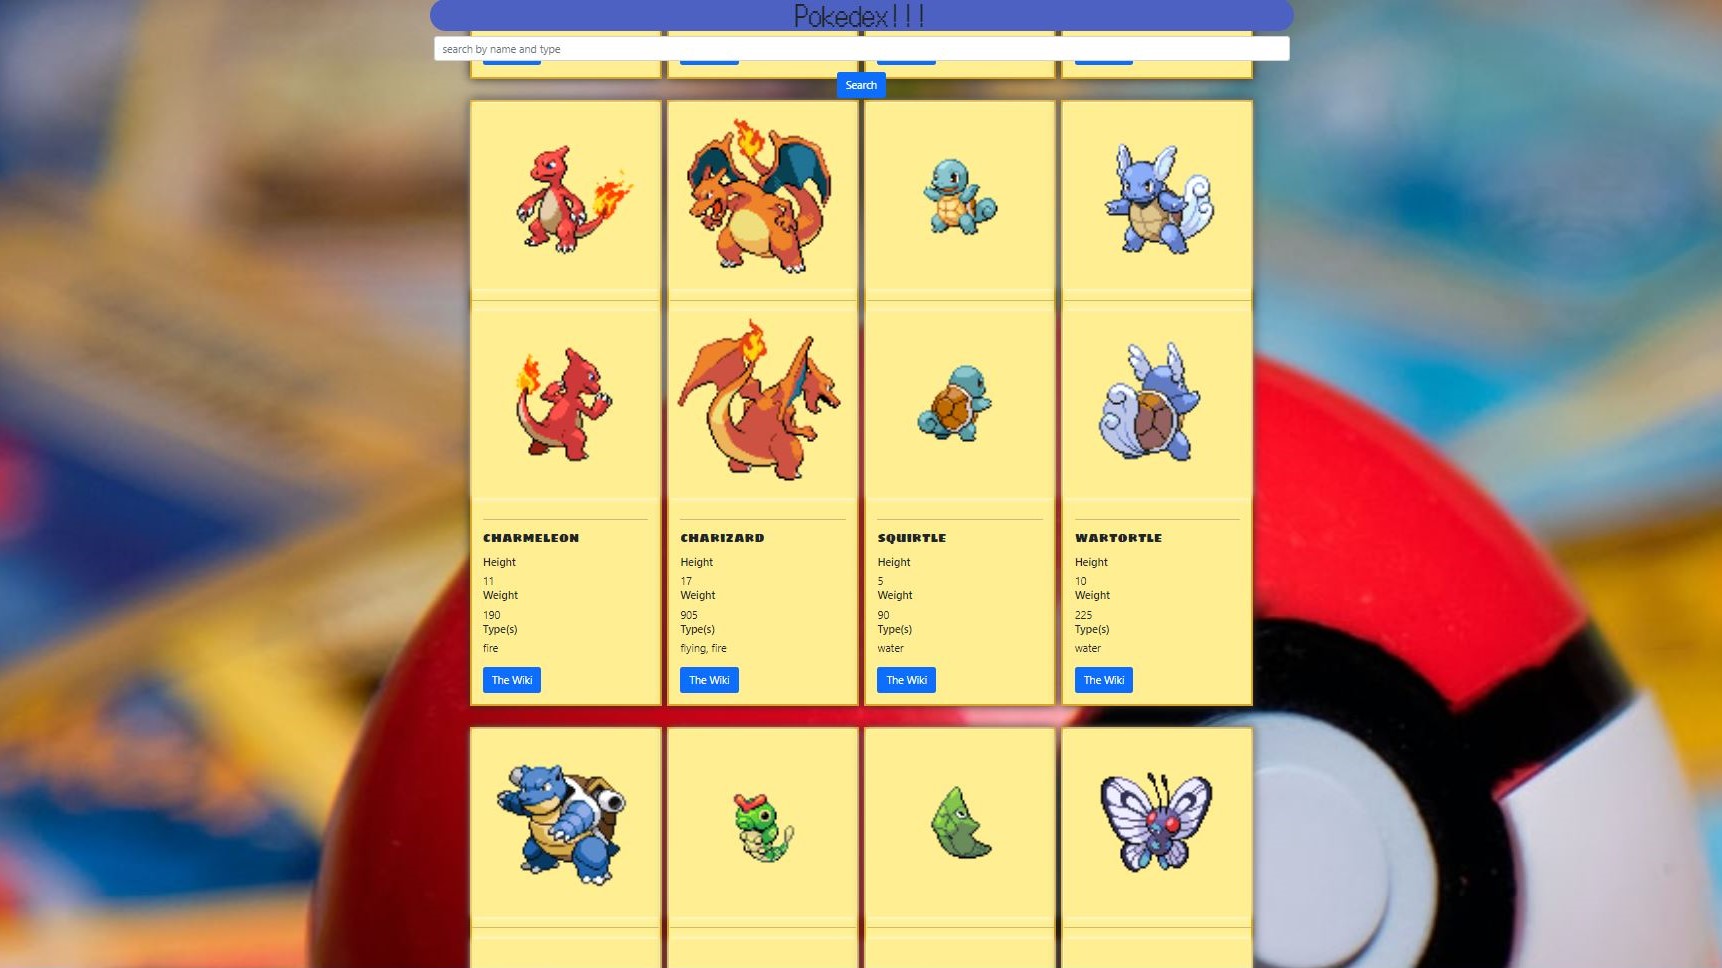 Pokedex!!!
search by name and type
Search
CHARMELEON
Height
11
Weight
190
Type(s)
fire
The Wiki
CHARIZARD
Height
17
Weight
905
Type(s)
flying, fire
The Wiki
SQUIRTLE
Height
5
Weight
90
Type(s)
water
The Wiki
WARTORTLE
Height
10
Weight
225
Type(s)
water
The Wiki